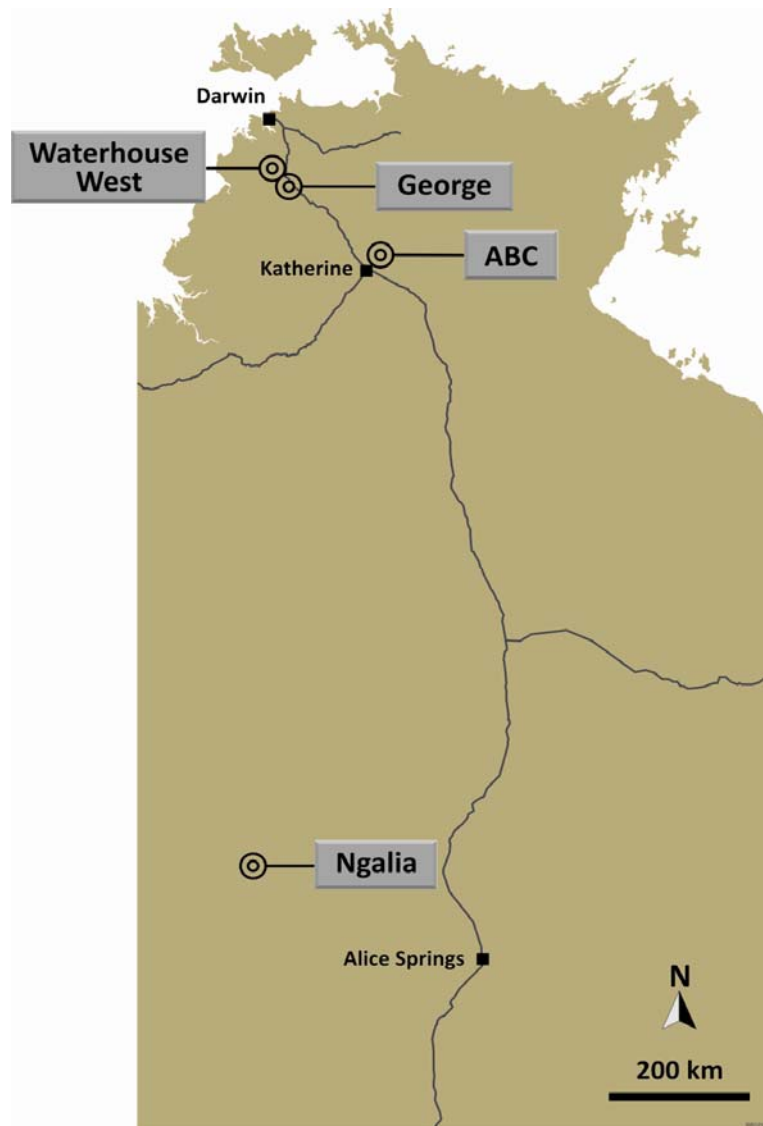 Darwin
Waterhouse
West
George
ABC
Katherine
Ngalia
Alice Springs
N
200 km